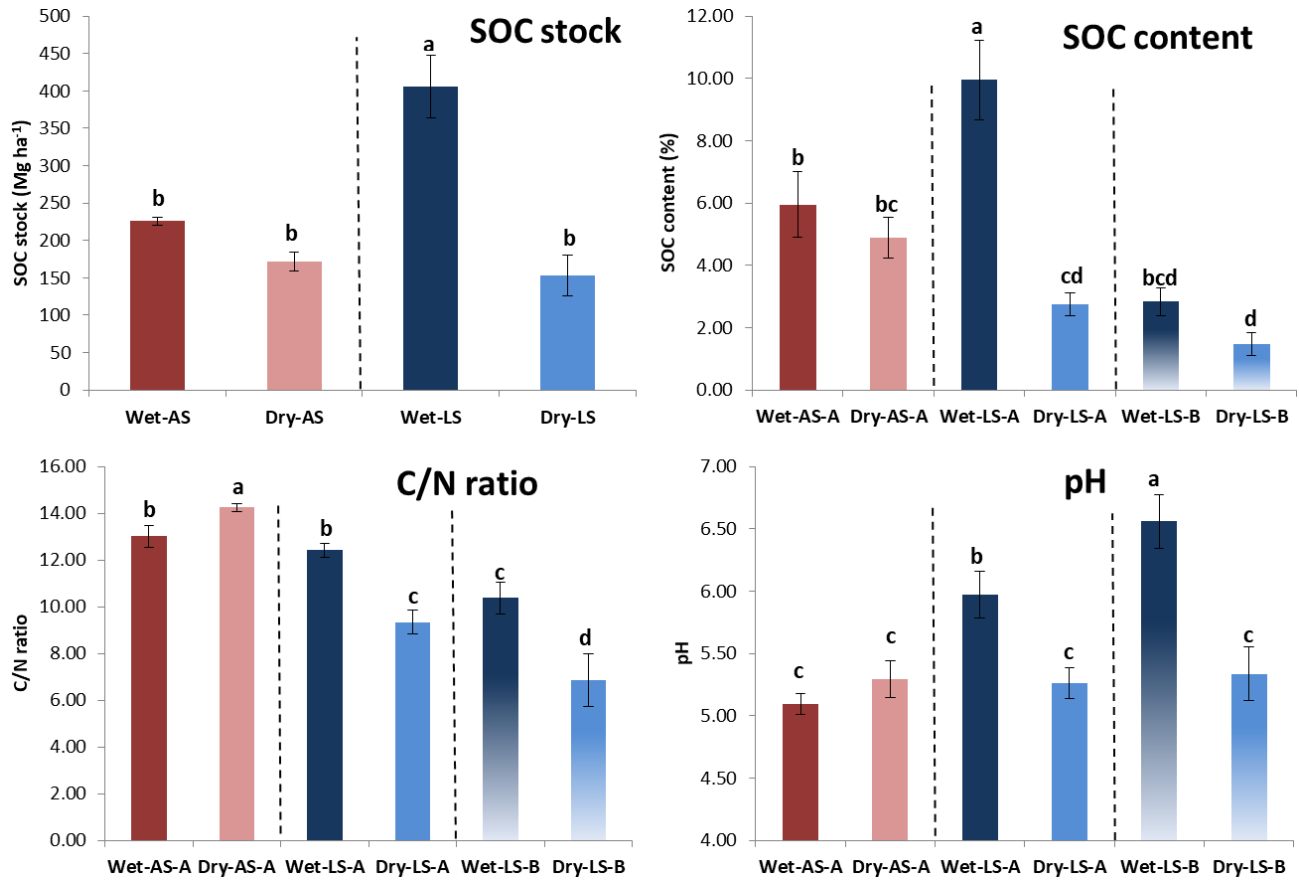 SOC stock
SOC stock (Mg ha⁻¹)
500
450
400
350
300
250
200
150
100
50
0
b
b
a
b
Wet-AS Dry-AS Wet-LS Dry-LS
SOC content
SOC content (%)
12.00
10.00
8.00
6.00
4.00
2.00
0.00
b
bc
a
cd
bcd
d
Wet-AS-A Dry-AS-A Wet-LS-A Dry-LS-A Wet-LS-B Dry-LS-B
C/N ratio
C/N ratio
16.00
14.00
12.00
10.00
8.00
6.00
4.00
2.00
0.00
b
a
b
c
c
d
Wet-AS-A Dry-AS-A Wet-LS-A Dry-LS-A Wet-LS-B Dry-LS-B
pH
pH
7.00
6.50
6.00
5.50
5.00
4.50
4.00
c
c
b
c
a
c
Wet-AS-A Dry-AS-A Wet-LS-A Dry-LS-A Wet-LS-B Dry-LS-B